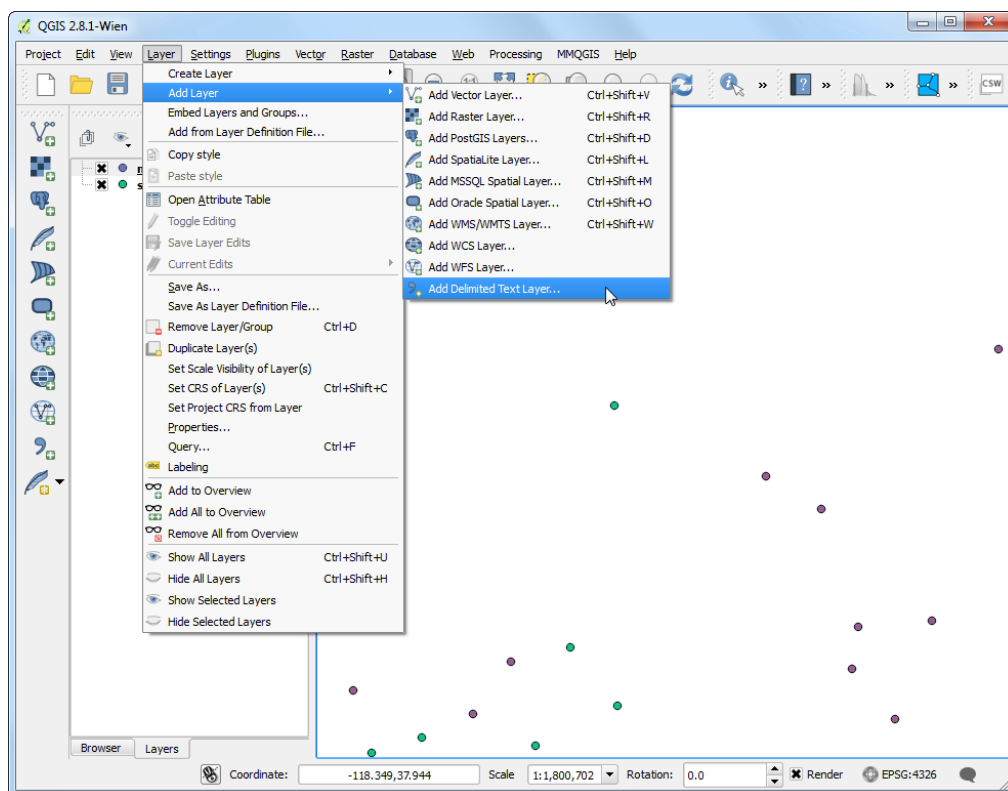 QGIS 2.8.1-Wien
Project Edit View Layer Settings Plugins Vector Raster Database Web Processing MMQGIS Help
CSW
Create Layer
Add Layer
Embed Layers and Groups...
Add from Layer Definition File...
Copy style
Paste style
Open Attribute Table
Toggle Editing
Save Layer Edits
Current Edits
Save As...
Save As Layer Definition File...
Remove Layer/Group Ctrl+D
Duplicate Layer(s)
Set Scale Visibility of Layer(s)
Set CRS of Layer(s) Ctrl+Shift+C
Set Project CRS from Layer
Properties...
Query... Ctrl+F
abc Labeling
Add to Overview
Add All to Overview
Remove All from Overview
Show All Layers Ctrl+Shift+U
Hide All Layers Ctrl+Shift+H
Show Selected Layers
Hide Selected Layers
Add Vector Layer... Ctrl+Shift+V
Add Raster Layer... Ctrl+Shift+R
Add PostGIS Layers... Ctrl+Shift+D
Add SpatiaLite Layer... Ctrl+Shift+L
Add MSSQL Spatial Layer... Ctrl+Shift+M
Add Oracle Spatial Layer... Ctrl+Shift+O
Add WMS/WMTS Layer... Ctrl+Shift+W
Add WCS Layer...
Add WFS Layer...
Add Delimited Text Layer...
Browser Layers
Coordinate: -118.349,37.944 Scale 1:1,800,702 Rotation: 0.0 Render EPSG:4326